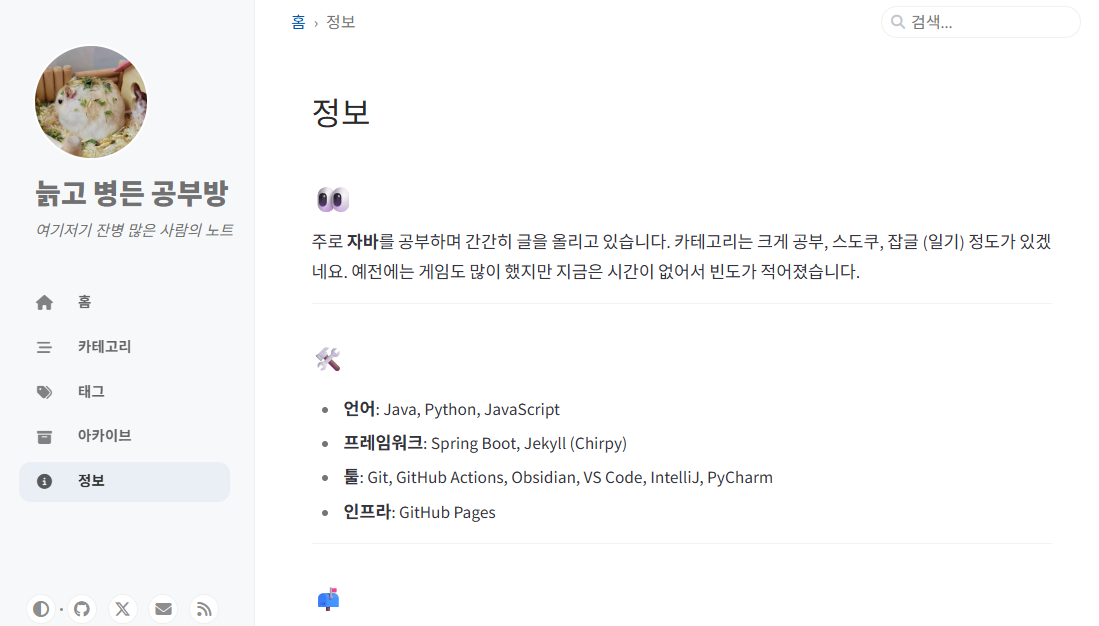 홈 › 정보
검색...
늙고 병든 공부방
여기저기 잔병 많은 사람의 노트
홈
카테고리
태그
아카이브
정보
정보
👀
주로 자바를 공부하며 간간히 글을 올리고 있습니다. 카테고리는 크게 공부, 스도쿠, 잡글 (일기) 정도가 있겠
네요. 예전에는 게임도 많이 했지만 지금은 시간이 없어서 빈도가 적어졌습니다.
🛠️
• 언어: Java, Python, JavaScript
• 프레임워크: Spring Boot, Jekyll (Chirpy)
• 툴: Git, GitHub Actions, Obsidian, VS Code, IntelliJ, PyCharm
• 인프라: GitHub Pages
📫